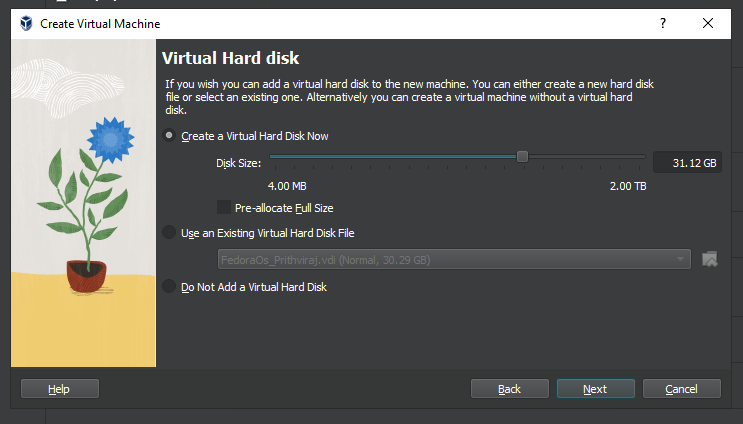 Create Virtual Machine
?
Virtual Hard disk
If you wish you can add a virtual hard disk to the new machine. You can either create a new hard disk
file or select an existing one. Alternatively you can create a virtual machine without a virtual hard
disk.
Create a Virtual Hard Disk Now
Disk Size:
31.12 GB
4.00 MB
2.00 TB
Pre-allocate Full Size
Use an Existing Virtual Hard Disk File
FedoraOs_Prithviraj.vdi (Normal, 30.29 GB)
Do Not Add a Virtual Hard Disk
Help
Back
Next
Cancel